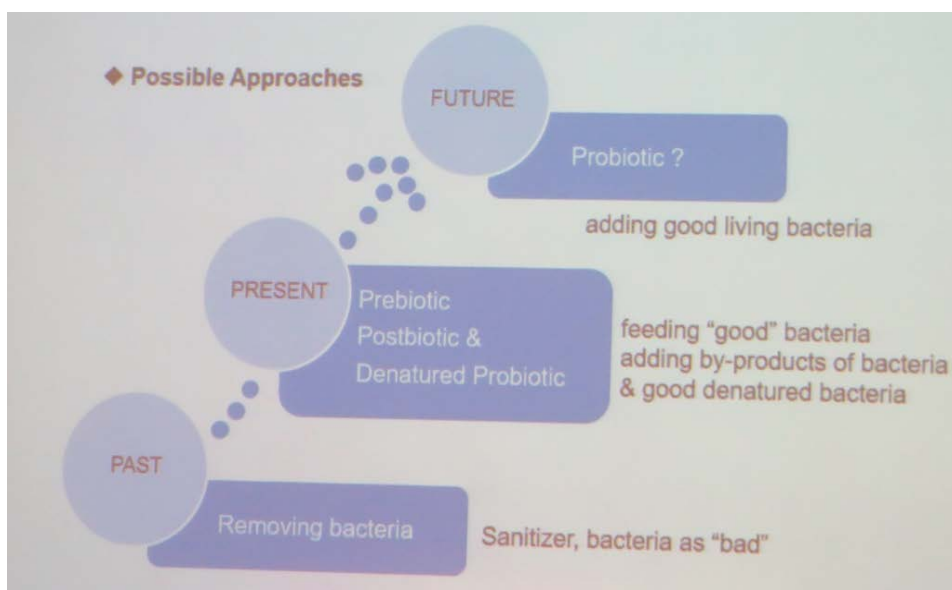 ◆ Possible Approaches
FUTURE
Probiotic ?
adding good living bacteria
PRESENT
Prebiotic
Postbiotic &
Denatured Probiotic
feeding “good” bacteria
adding by-products of bacteria
& good denatured bacteria
PAST
Removing bacteria
Sanitizer, bacteria as “bad”